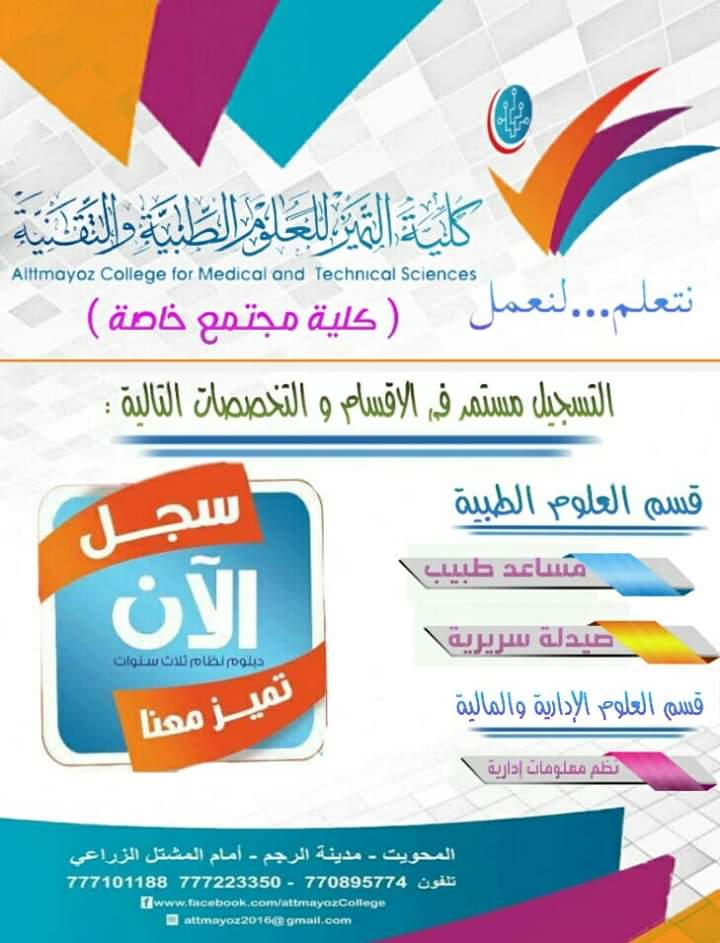 كلية التميز للعلوم الطبية والتقنية
Alttmayoz College for Medical and Technical Sciences
نتعلم...لنعمل
( كلية مجتمع خاصة )
التسجيل مستمر في الاقسام و التخصصات التالية :
قسم العلوم الطبية
مساعد طبيب
صيدلة سريرية
قسم العلوم الإدارية والمالية
نظم معلومات إدارية
سجل
الآن
دبلوم نظام ثلاث سنوات
تميز معنا
المحويت - مدينة الرجم - أمام المشتل الزراعي
تلفون 770895774 - 777223350 777101188
www.facebook.com/attmayozCollege
attmayoz2016@gmail.com